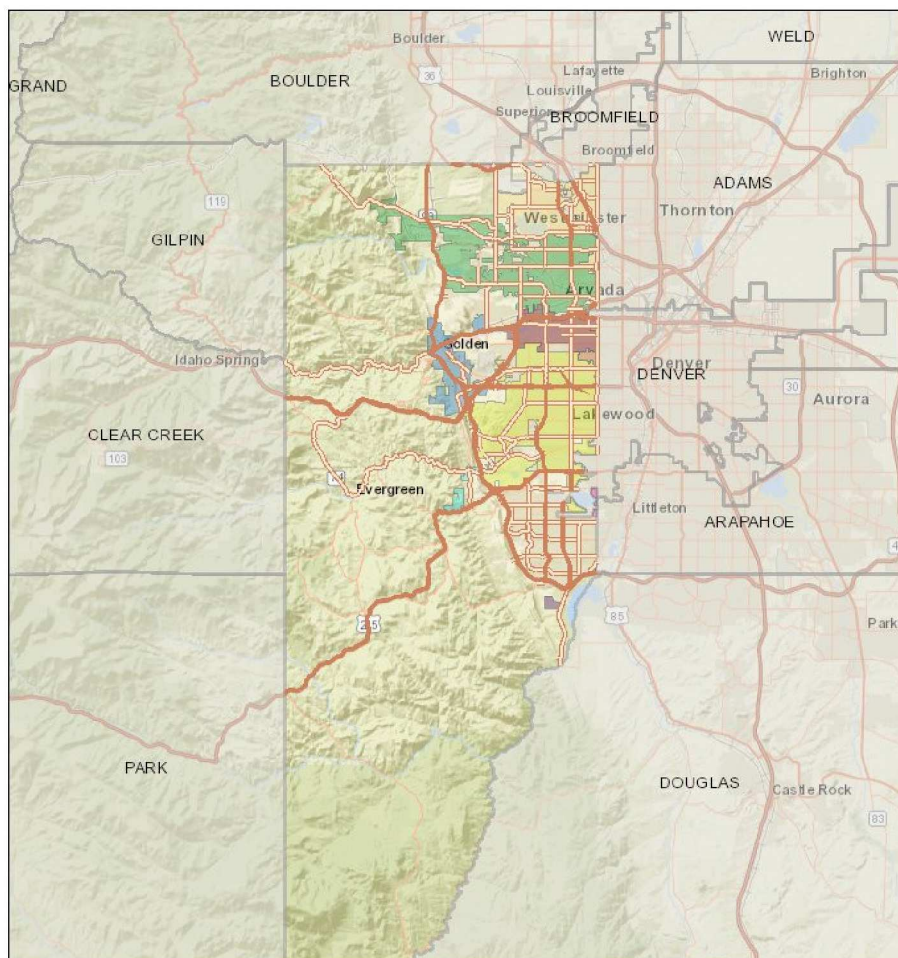 WELD
Boulder
Lafayette
36
BOULDER
Brighton
GRAND
Louisville
Superior
BROOMFIELD
Broomfield
ADAMS
119
Thornton
93
Westminster
GILPIN
Arvada
Golden
Idaho Springs
Denver
DENVER
30
Aurora
Lakewood
CLEAR CREEK
103
74
Evergreen
Littleton
ARAPAHOE
85
Park
285
PARK
DOUGLAS
Castle Rock
83